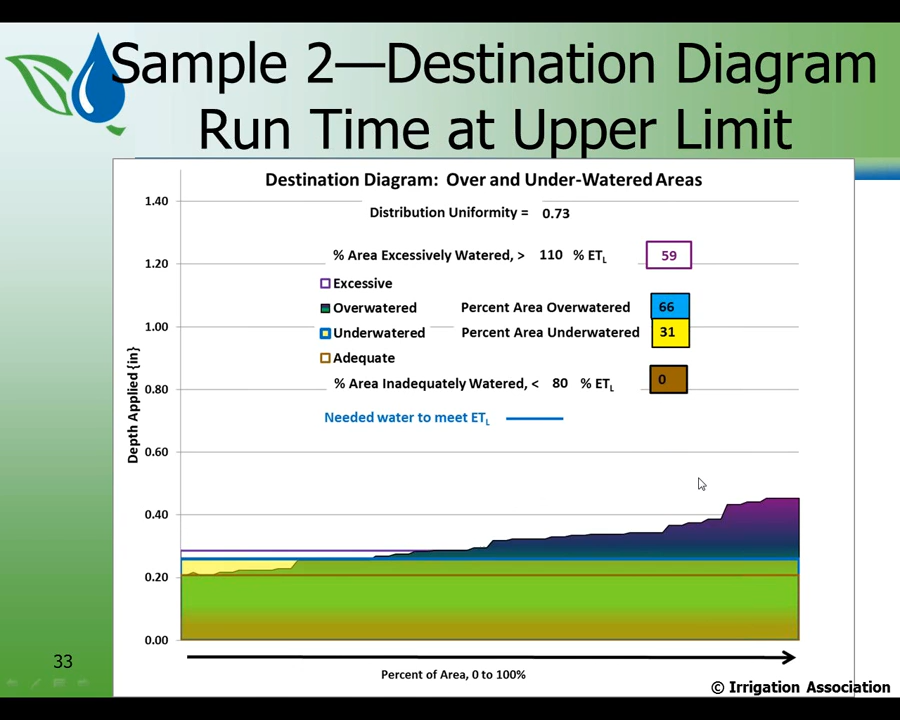 Sample 2—Destination Diagram
Run Time at Upper Limit
Destination Diagram: Over and Under-Watered Areas
Distribution Uniformity = 0.73
% Area Excessively Watered, > 110 % ETL 59
Excessive
Overwatered Percent Area Overwatered 66
Underwatered Percent Area Underwatered 31
Adequate
% Area Inadequately Watered, < 80 % ETL 0
Needed water to meet ETL
Depth Applied {in}
1.40
1.20
1.00
0.80
0.60
0.40
0.20
0.00
Percent of Area, 0 to 100%
33
© Irrigation Association